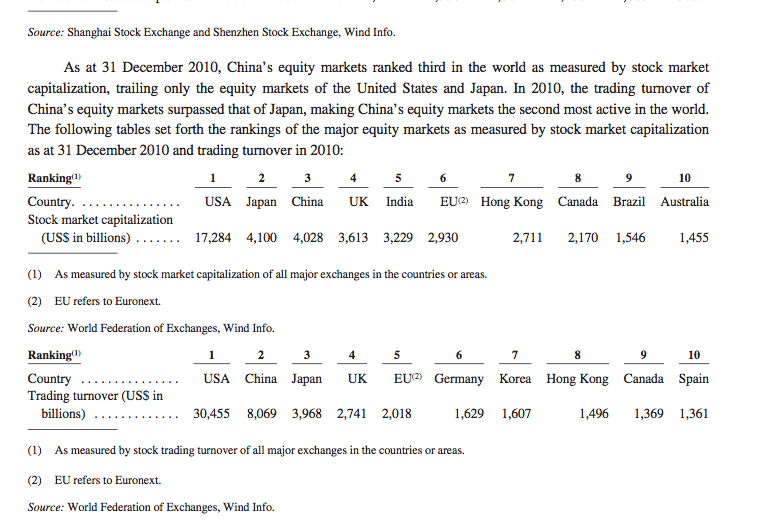 Source: Shanghai Stock Exchange and Shenzhen Stock Exchange, Wind Info.
As at 31 December 2010, China's equity markets ranked third in the world as measured by stock market
capitalization, trailing only the equity markets of the United States and Japan. In 2010, the trading turnover of
China's equity markets surpassed that of Japan, making China's equity markets the second most active in the world.
The following tables set forth the rankings of the major equity markets as measured by stock market capitalization
as at 31 December 2010 and trading turnover in 2010:
Ranking(1) 1 2 3 4 5 6 7 8 9 10
Country. . . . . . . . . . . . . . . . USA Japan China UK India EU(2) Hong Kong Canada Brazil Australia
Stock market capitalization
(US$ in billions) . . . . . . . 17,284 4,100 4,028 3,613 3,229 2,930 2,711 2,170 1,546 1,455
(1) As measured by stock market capitalization of all major exchanges in the countries or areas.
(2) EU refers to Euronext.
Source: World Federation of Exchanges, Wind Info.
Ranking(1) 1 2 3 4 5 6 7 8 9 10
Country . . . . . . . . . . . . . . . USA China Japan UK EU(2) Germany Korea Hong Kong Canada Spain
Trading turnover (US$ in
billions) . . . . . . . . . . . . . 30,455 8,069 3,968 2,741 2,018 1,629 1,607 1,496 1,369 1,361
(1) As measured by stock trading turnover of all major exchanges in the countries or areas.
(2) EU refers to Euronext.
Source: World Federation of Exchanges, Wind Info.